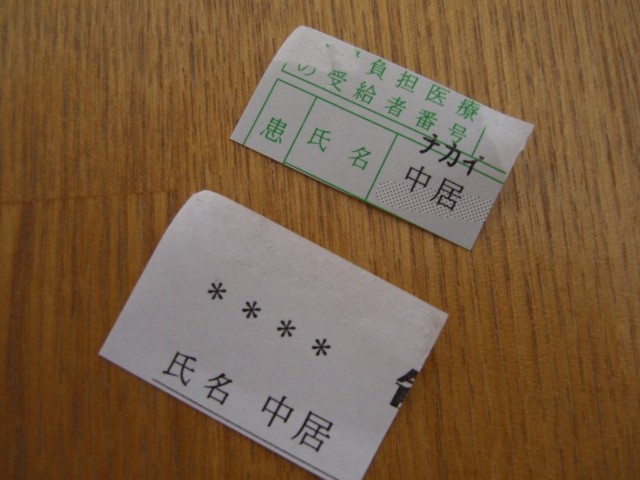 負担医療
の受給者番号
患 氏名 ナカイ
中居
****
氏名 中居